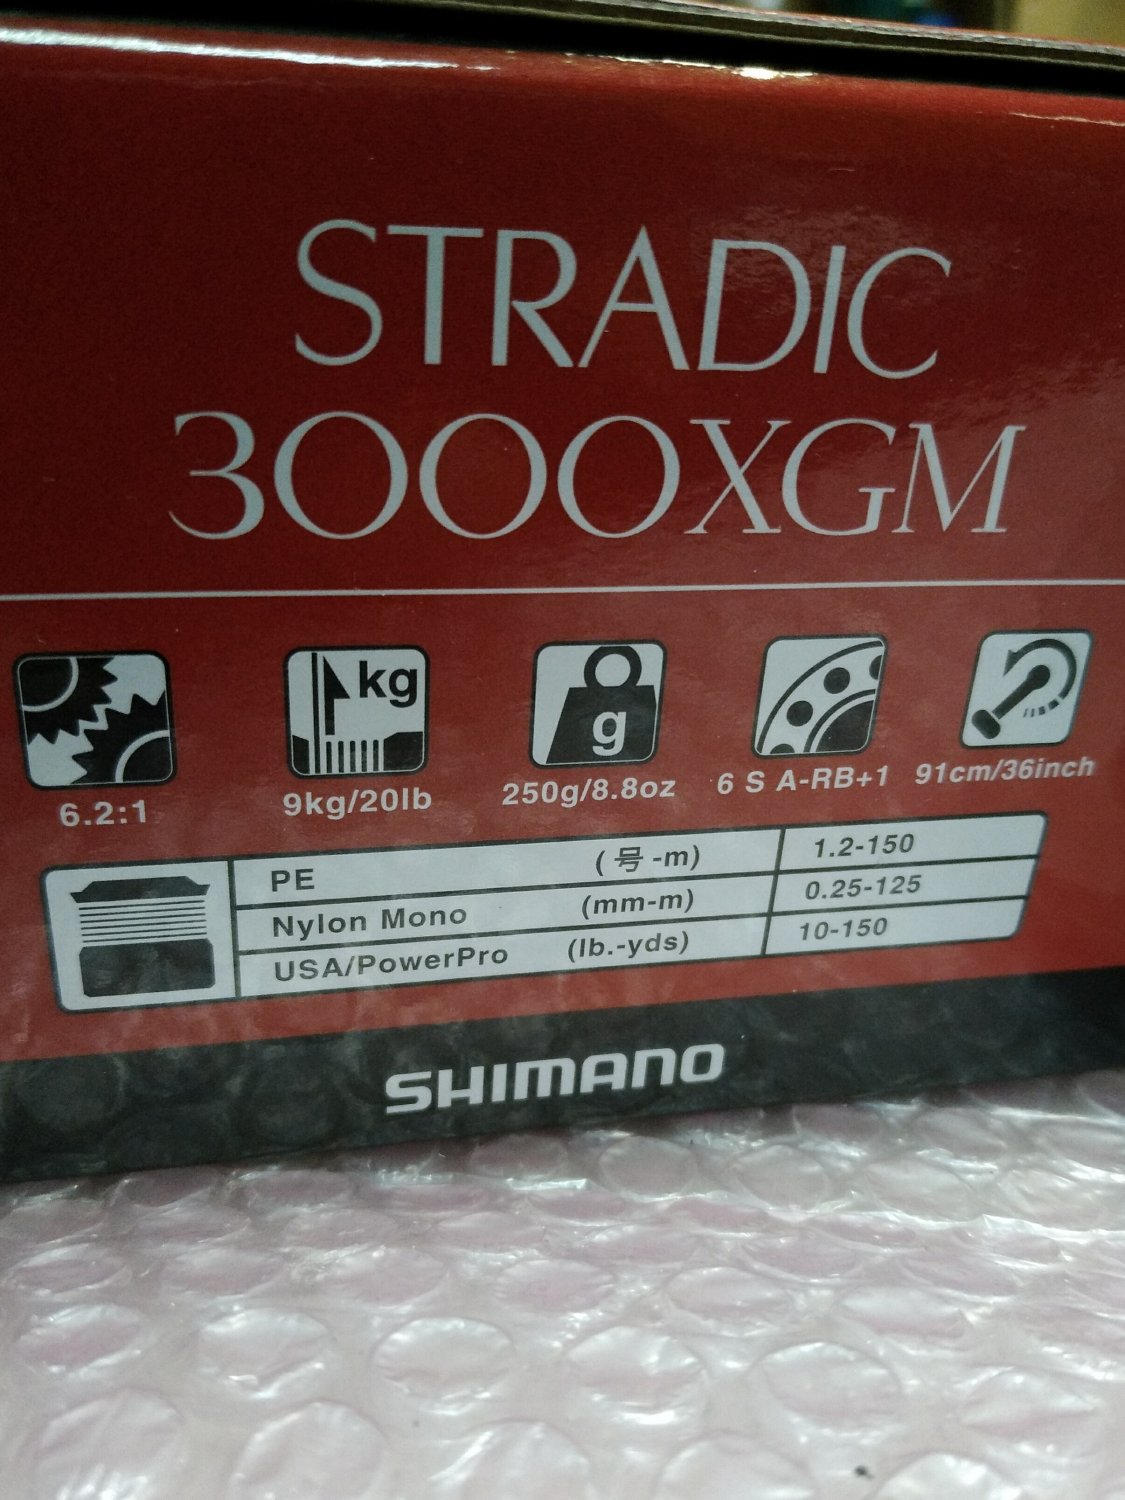 STRADIC
3000XGM
kg
g
6.2:1
9kg/20lb
250g/8.8oz
6 S A-RB+1
91cm/36inch
PE (号-m) 1.2-150
Nylon Mono (mm-m) 0.25-125
USA/PowerPro (lb.-yds) 10-150
SHIMANO